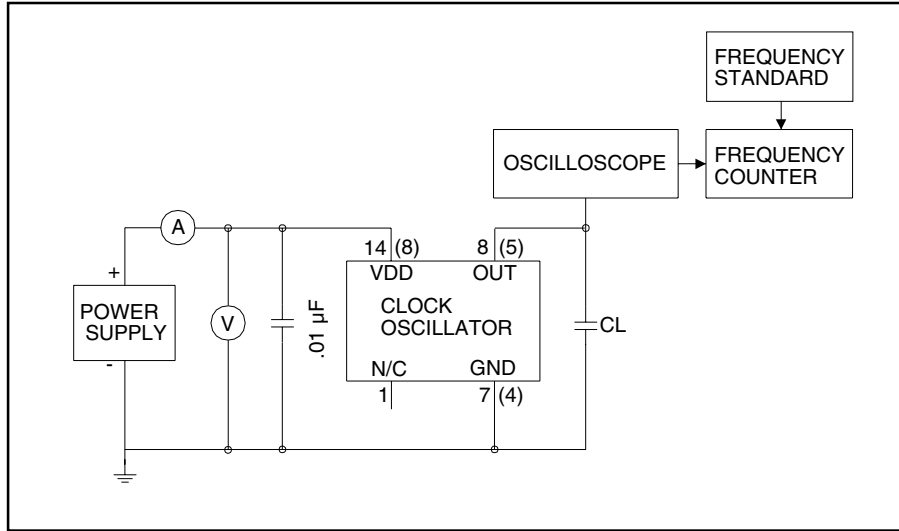 FREQUENCY
STANDARD
OSCILLOSCOPE
FREQUENCY
COUNTER
A
14 (8)
8 (5)
+
VDD
OUT
POWER
SUPPLY
V
.01 µF
CLOCK
OSCILLATOR
CL
-
N/C
GND
1
7 (4)